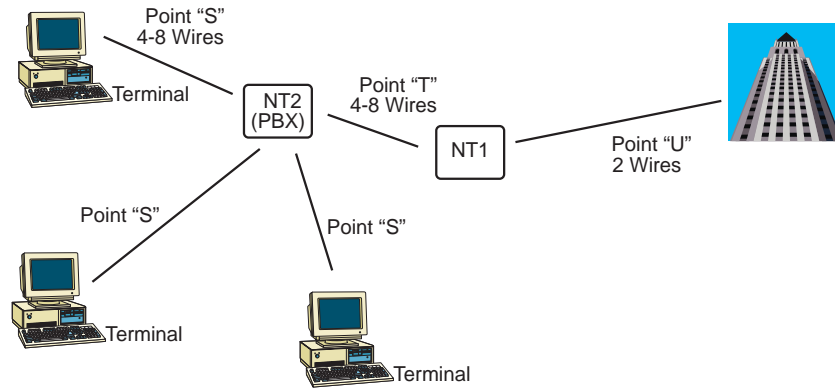 Point “S”
4-8 Wires
Terminal
NT2
(PBX)
Point “T”
4-8 Wires
NT1
Point “U”
2 Wires
Point “S”
Point “S”
Terminal
Terminal